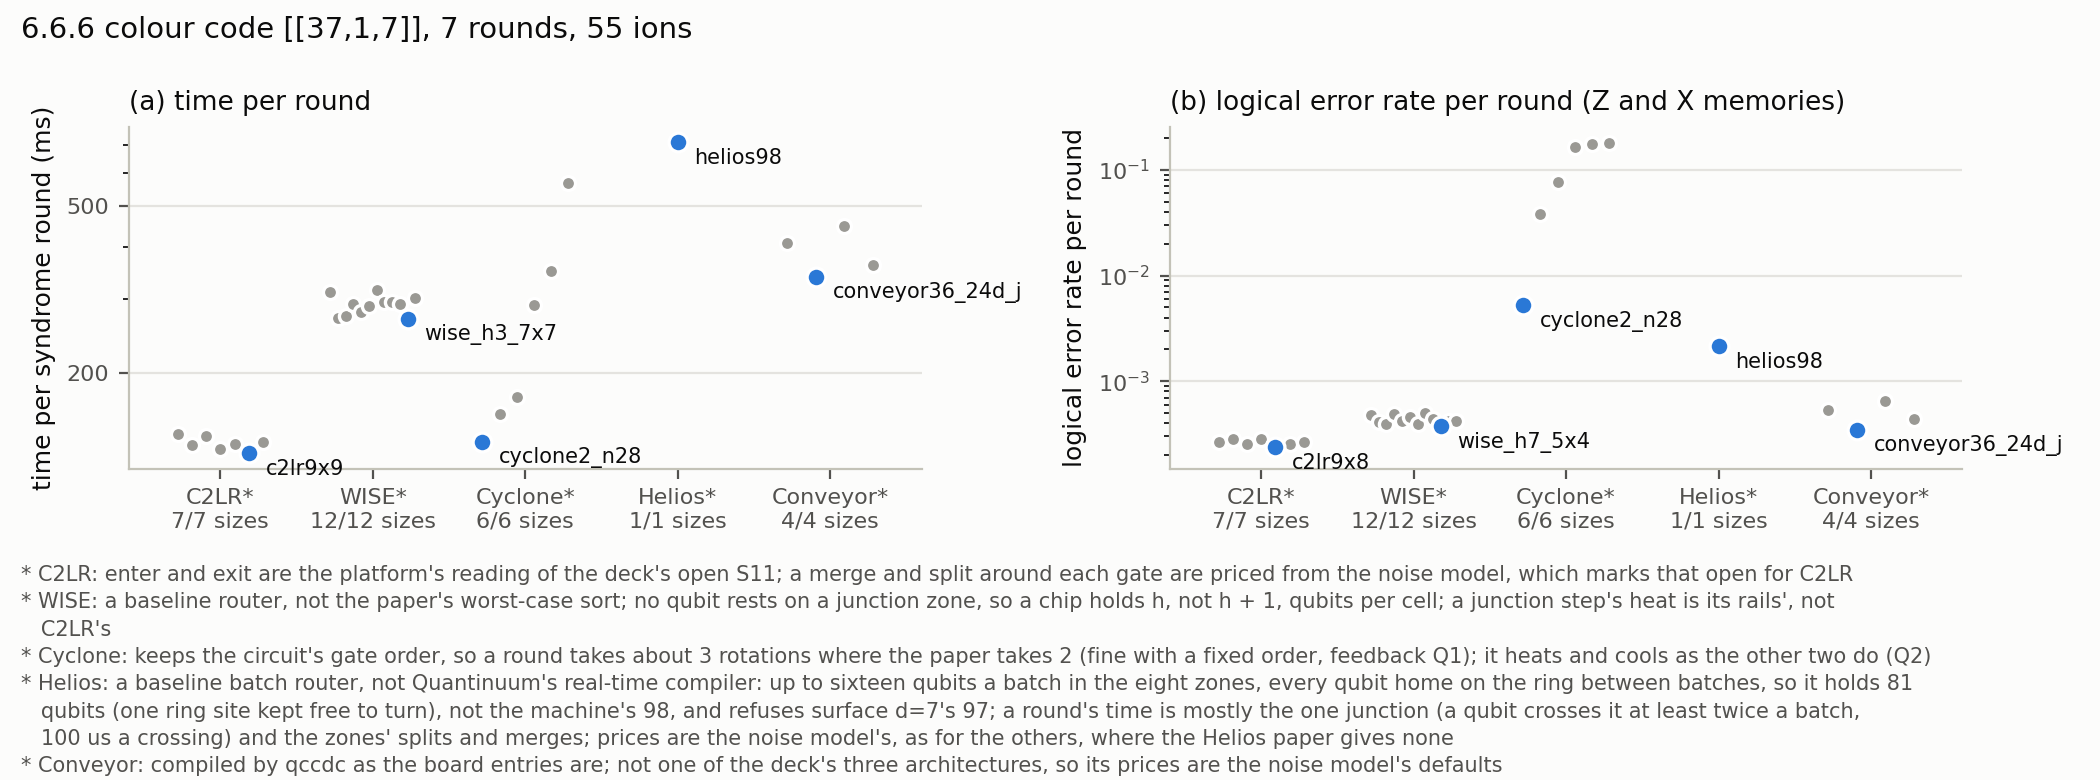 6.6.6 colour code [[37,1,7]], 7 rounds, 55 ions
(a) time per round
time per syndrome round (ms)
500
200
helios98
conveyor36_24d_j
wise_h3_7x7
cyclone2_n28
c2lr9x9
C2LR*
7/7 sizes
WISE*
12/12 sizes
Cyclone*
6/6 sizes
Helios*
1/1 sizes
Conveyor*
4/4 sizes
(b) logical error rate per round (Z and X memories)
logical error rate per round
10⁻¹
10⁻²
10⁻³
cyclone2_n28
helios98
wise_h7_5x4
conveyor36_24d_j
c2lr9x8
C2LR*
7/7 sizes
WISE*
12/12 sizes
Cyclone*
6/6 sizes
Helios*
1/1 sizes
Conveyor*
4/4 sizes
* C2LR: enter and exit are the platform's reading of the deck's open S11; a merge and split around each gate are priced from the noise model, which marks that open for C2LR
* WISE: a baseline router, not the paper's worst-case sort; no qubit rests on a junction zone, so a chip holds h, not h + 1, qubits per cell; a junction step's heat is its rails', not
C2LR's
* Cyclone: keeps the circuit's gate order, so a round takes about 3 rotations where the paper takes 2 (fine with a fixed order, feedback Q1); it heats and cools as the other two do (Q2)
* Helios: a baseline batch router, not Quantinuum's real-time compiler: up to sixteen qubits a batch in the eight zones, every qubit home on the ring between batches, so it holds 81
qubits (one ring site kept free to turn), not the machine's 98, and refuses surface d=7's 97; a round's time is mostly the one junction (a qubit crosses it at least twice a batch,
100 us a crossing) and the zones' splits and merges; prices are the noise model's, as for the others, where the Helios paper gives none
* Conveyor: compiled by qccdc as the board entries are; not one of the deck's three architectures, so its prices are the noise model's defaults